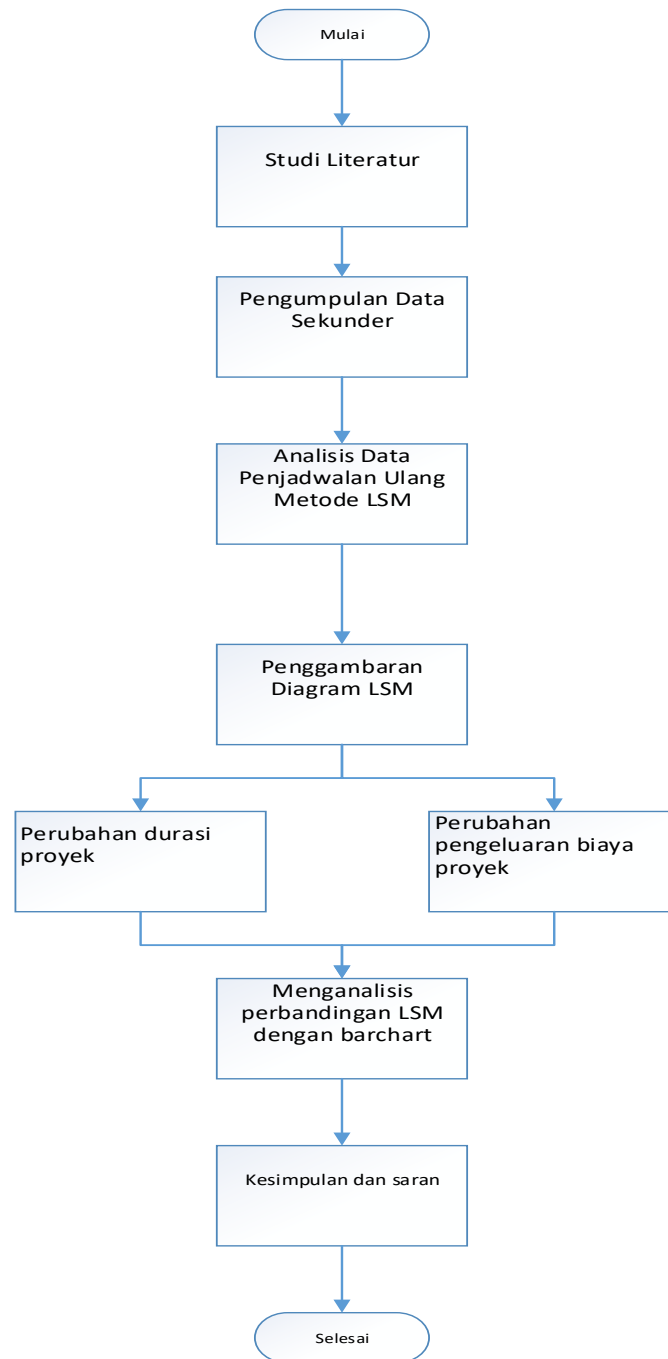 Mulai
Studi Literatur
Pengumpulan Data
Sekunder
Analisis Data
Penjadwalan Ulang
Metode LSM
Penggambaran
Diagram LSM
Perubahan durasi
proyek
Perubahan
pengeluaran biaya
proyek
Menganalisis
perbandingan LSM
dengan barchart
Kesimpulan dan saran
Selesai